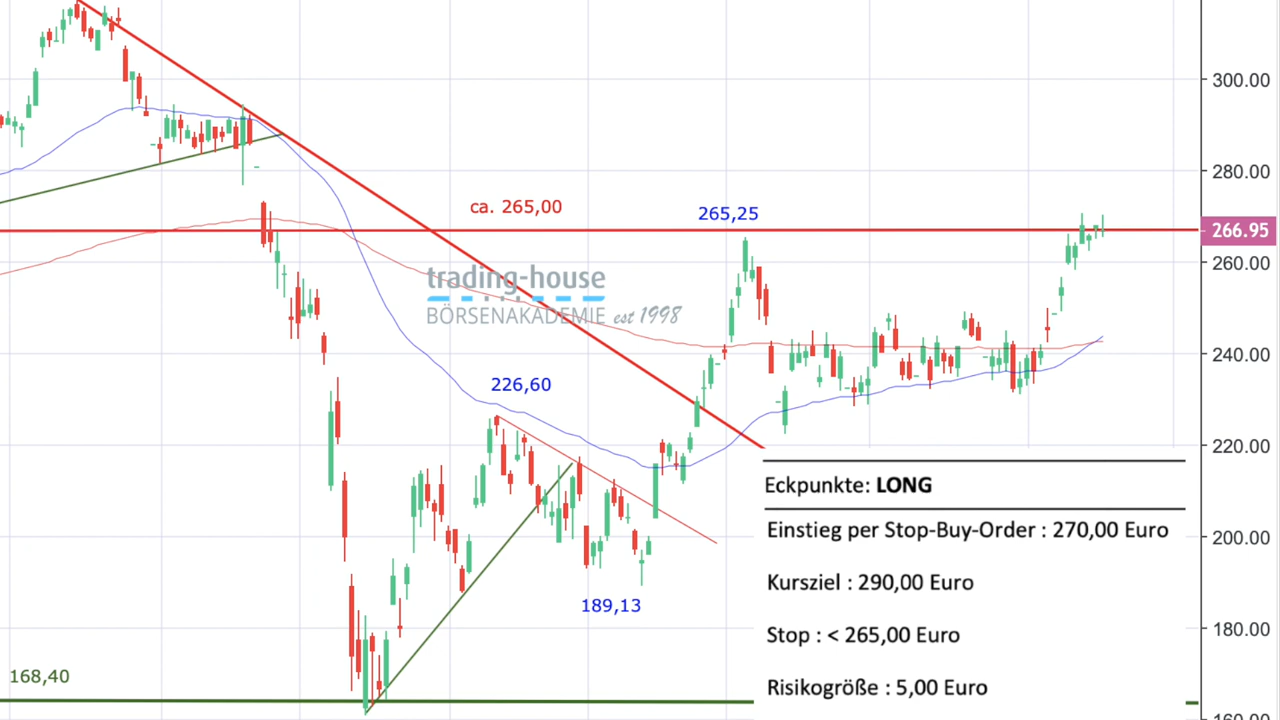 300.00
280.00
ca. 265,00
265,25
266.95
260.00
trading-house
BÖRSENAKADEMIE est 1998
240.00
226,60
220.00
Eckpunkte: LONG
Einstieg per Stop-Buy-Order : 270,00 Euro
200.00
Kursziel : 290,00 Euro
189,13
180.00
Stop : < 265,00 Euro
168,40
Risikogröße : 5,00 Euro
160.00